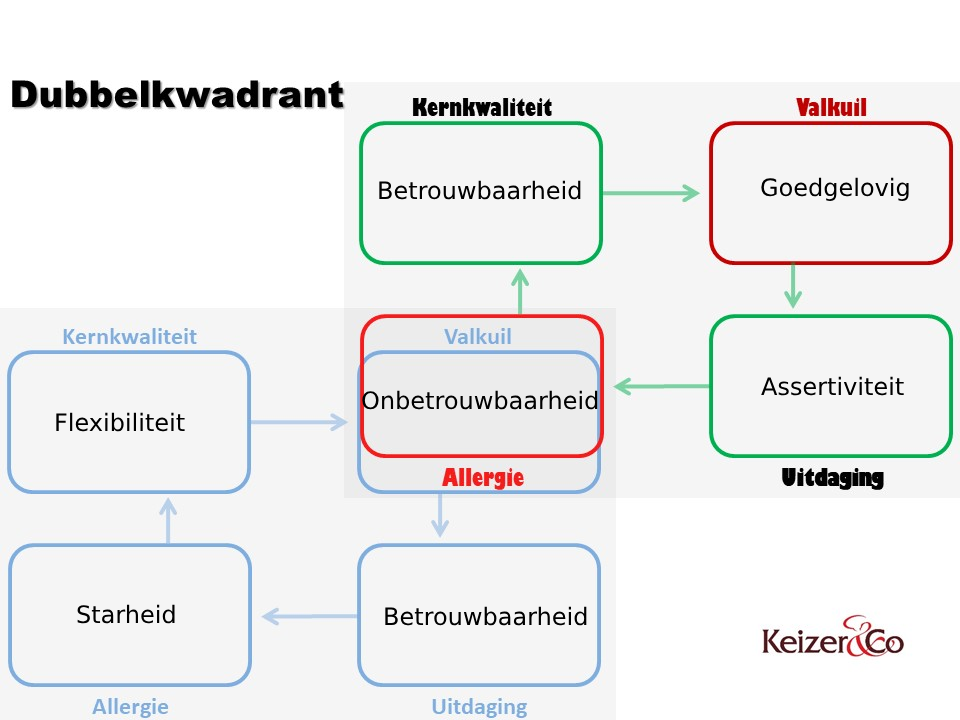 Dubbelkwadrant
Kernkwaliteit
Valkuil
Betrouwbaarheid
Goedgelovig
Kernkwaliteit
Valkuil
Flexibiliteit
Onbetrouwbaarheid
Assertiviteit
Allergie
Uitdaging
Starheid
Betrouwbaarheid
Keizer&Co
Allergie
Uitdaging